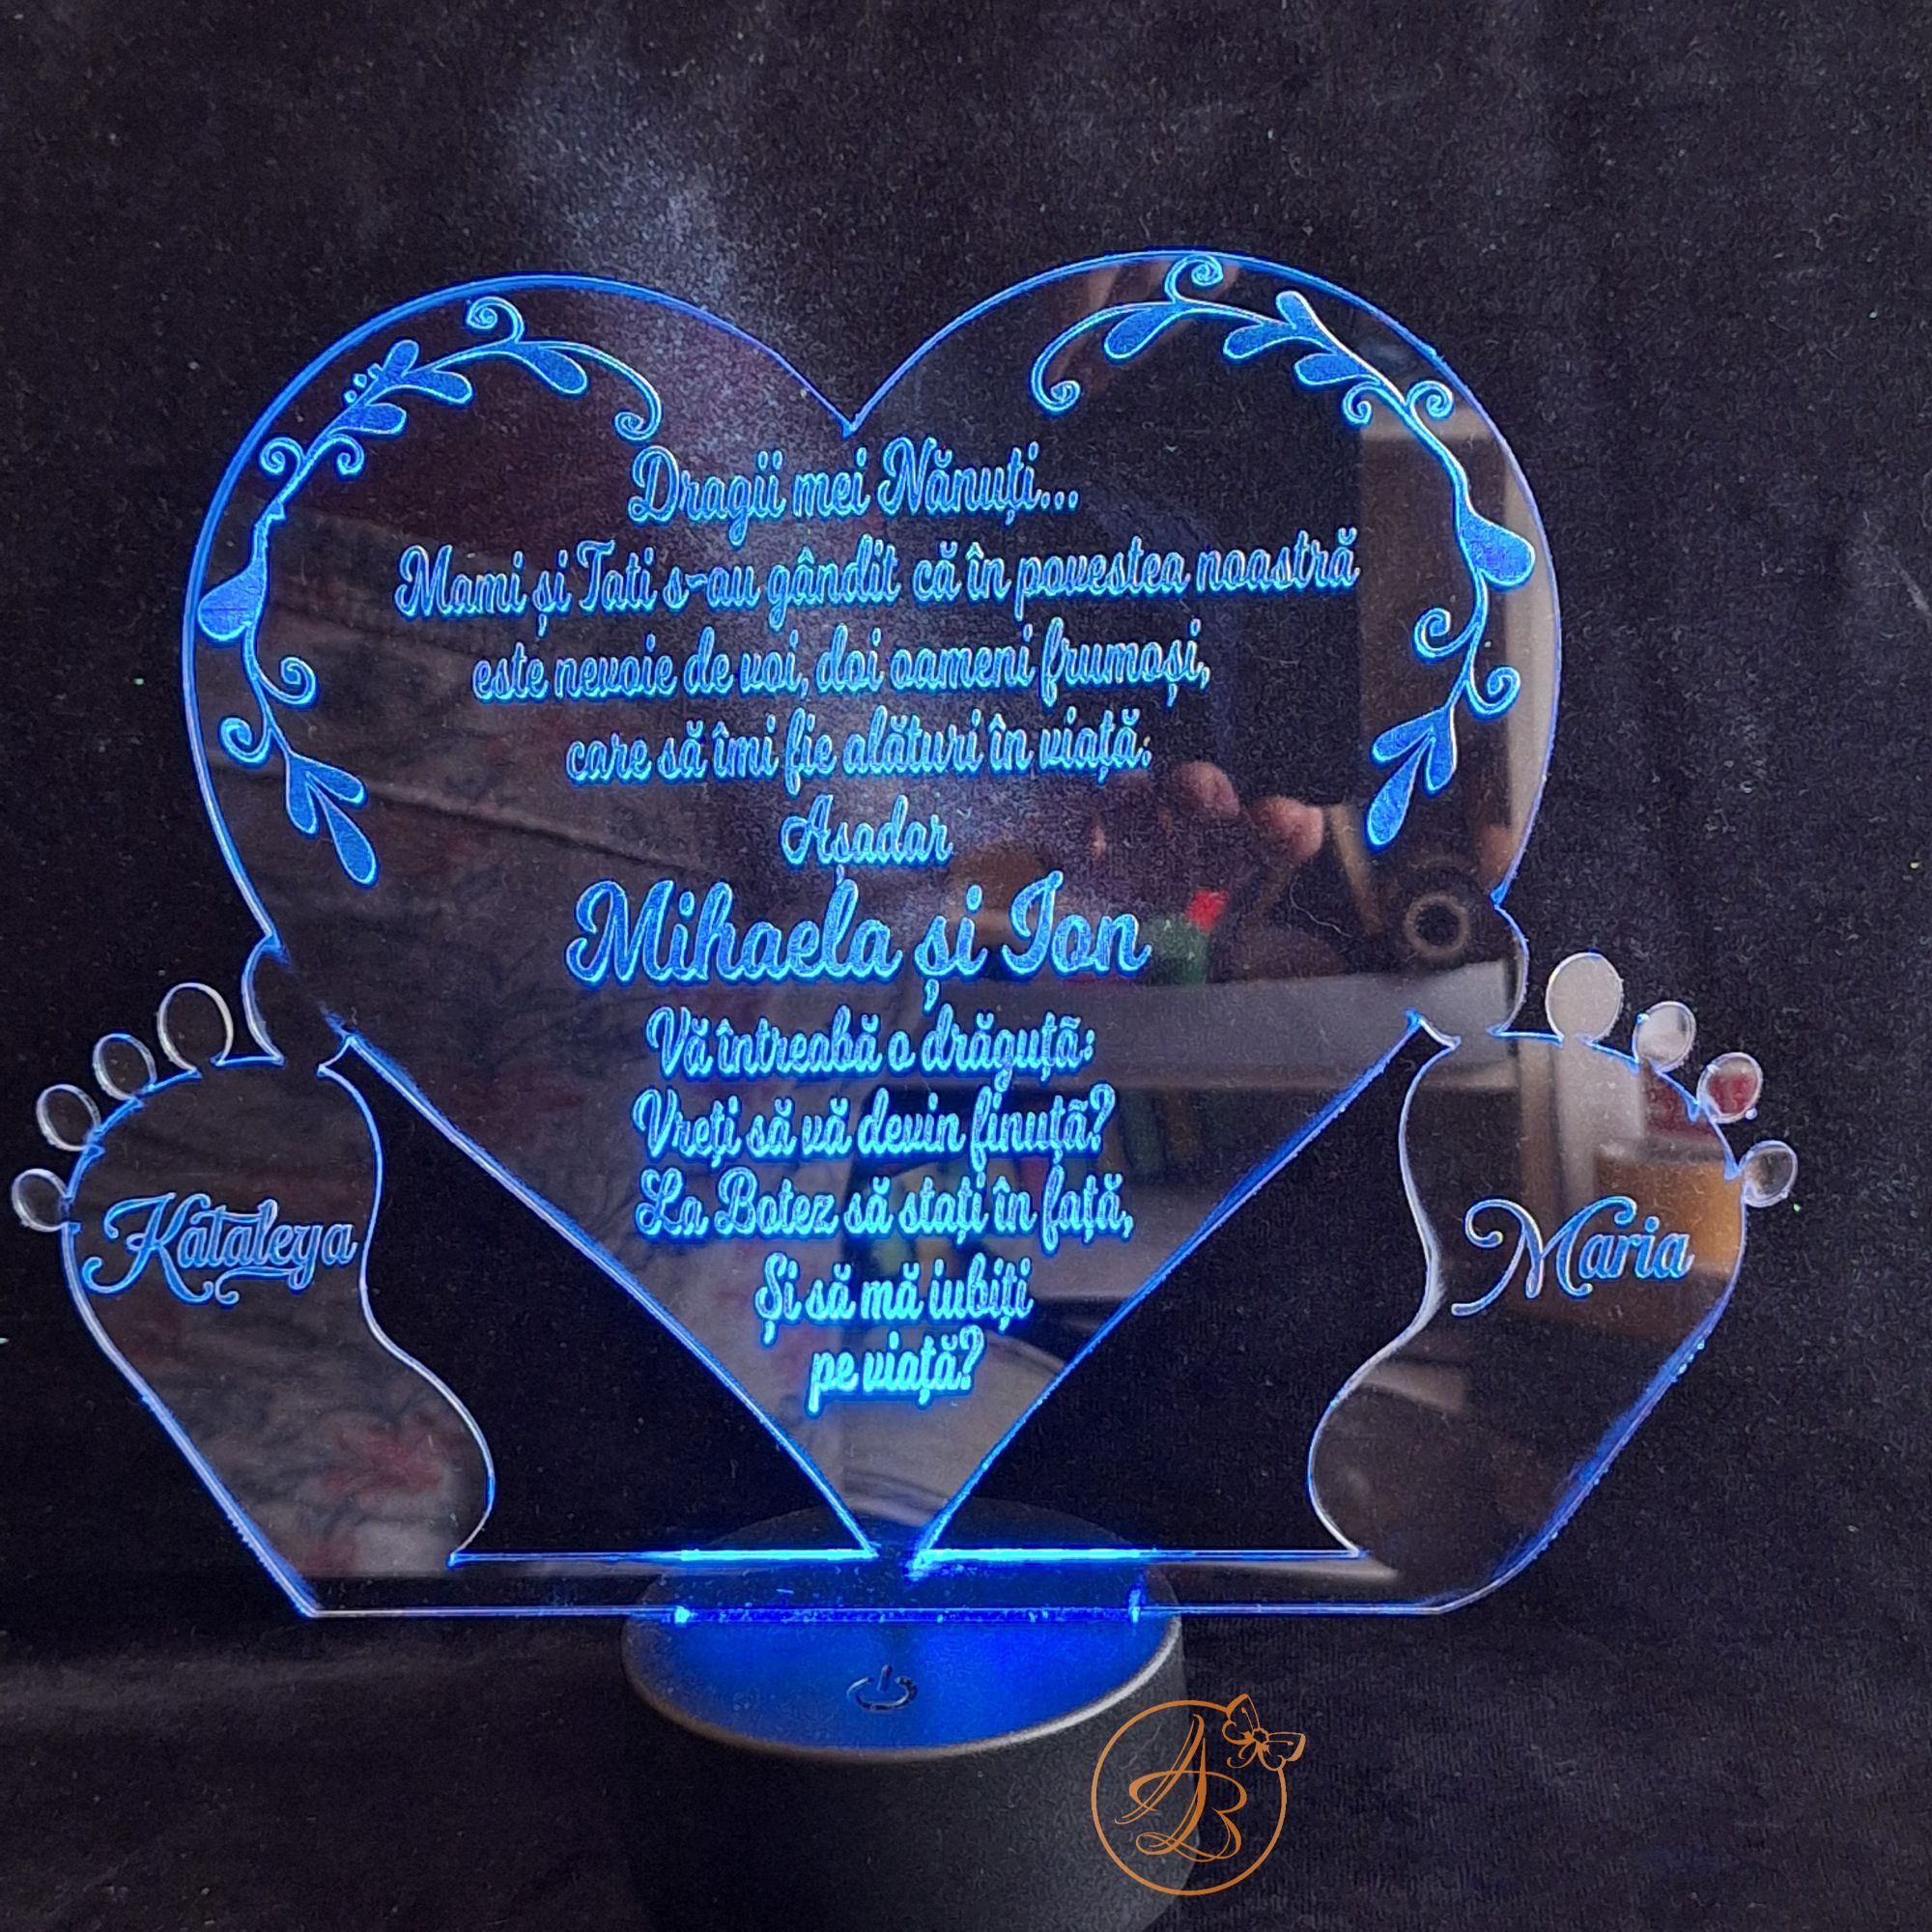 Dragii mei Nănuți...
Mami și Tati s-au gândit că în povestea noastră
este nevoie de voi, doi oameni frumoși,
care să îmi fie alături în viață:
Așadar
Mihaela și Ion
Vă întreabă o drăguță:
Vreți să vă devin finuță?
La Botez să stați în față,
Și să mă iubiți
pe viață?
Kataleya
Maria
AB